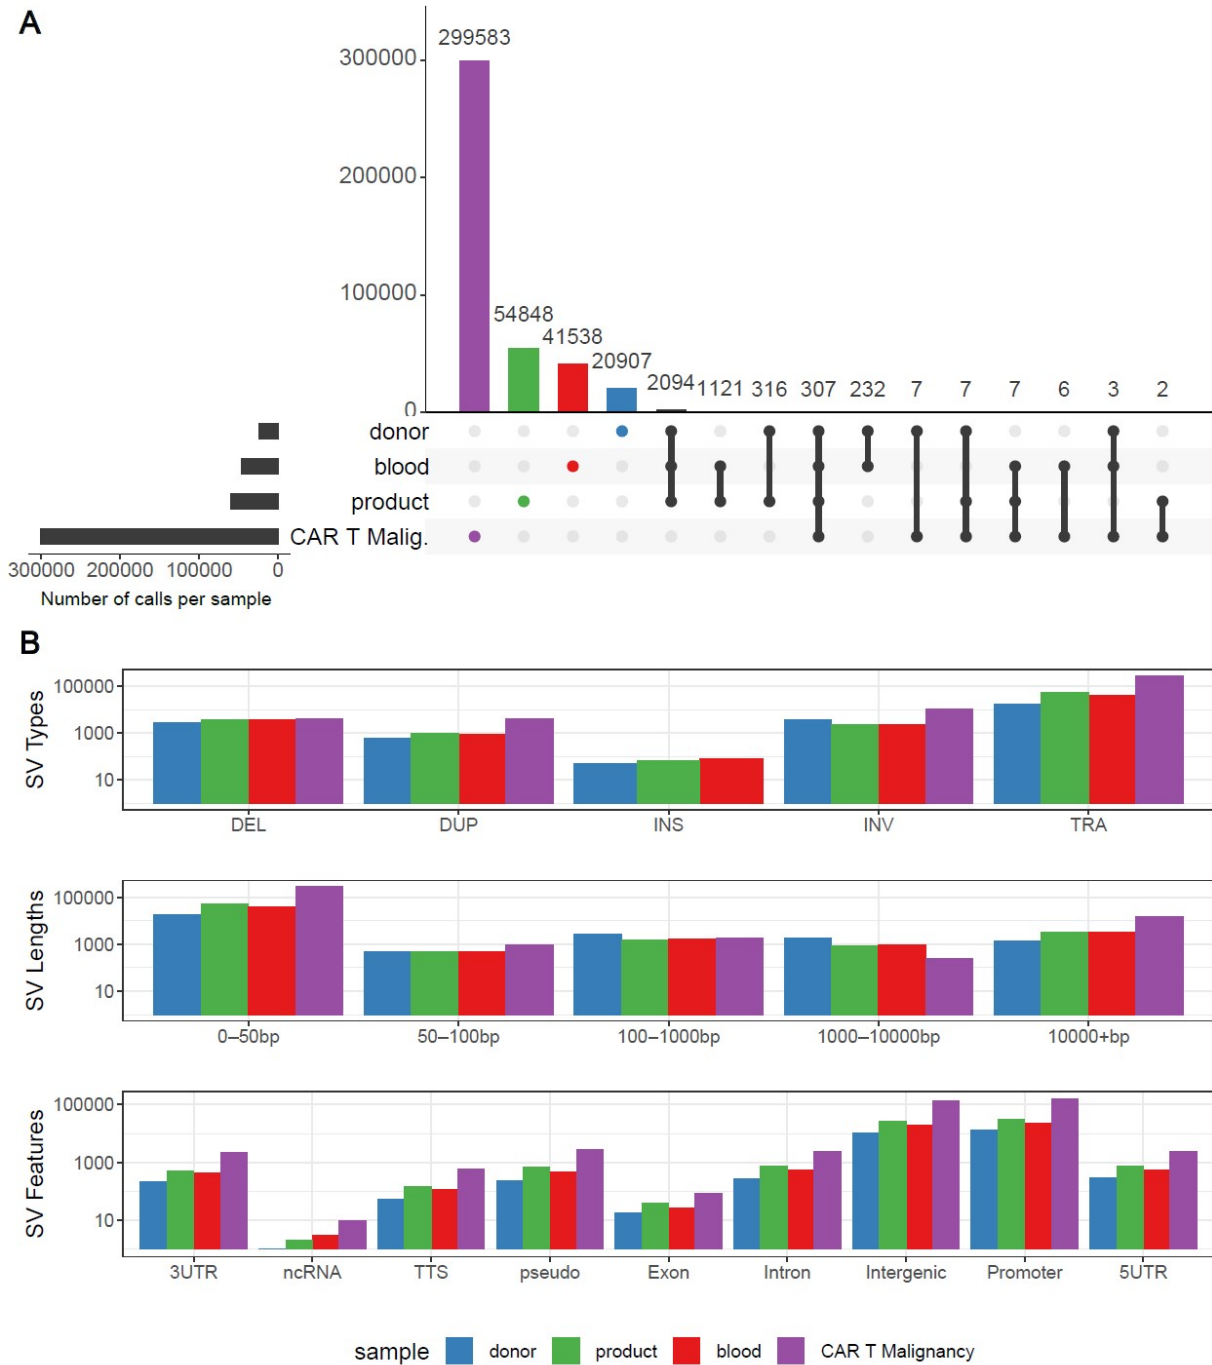 A
299583
300000
200000
100000
54848
41538
20907
2094
1121
316
307
232
7
7
7
6
3
2
0
donor
blood
product
CAR T Malig.
300000 200000 100000 0
Number of calls per sample
B
SV Types
100000
1000
10
DEL DUP INS INV TRA
SV Lengths
100000
1000
10
0–50bp 50–100bp 100–1000bp 1000–10000bp 10000+bp
SV Features
100000
1000
10
3UTR ncRNA TTS pseudo Exon Intron Intergenic Promoter 5UTR
sample donor product blood CAR T Malignancy